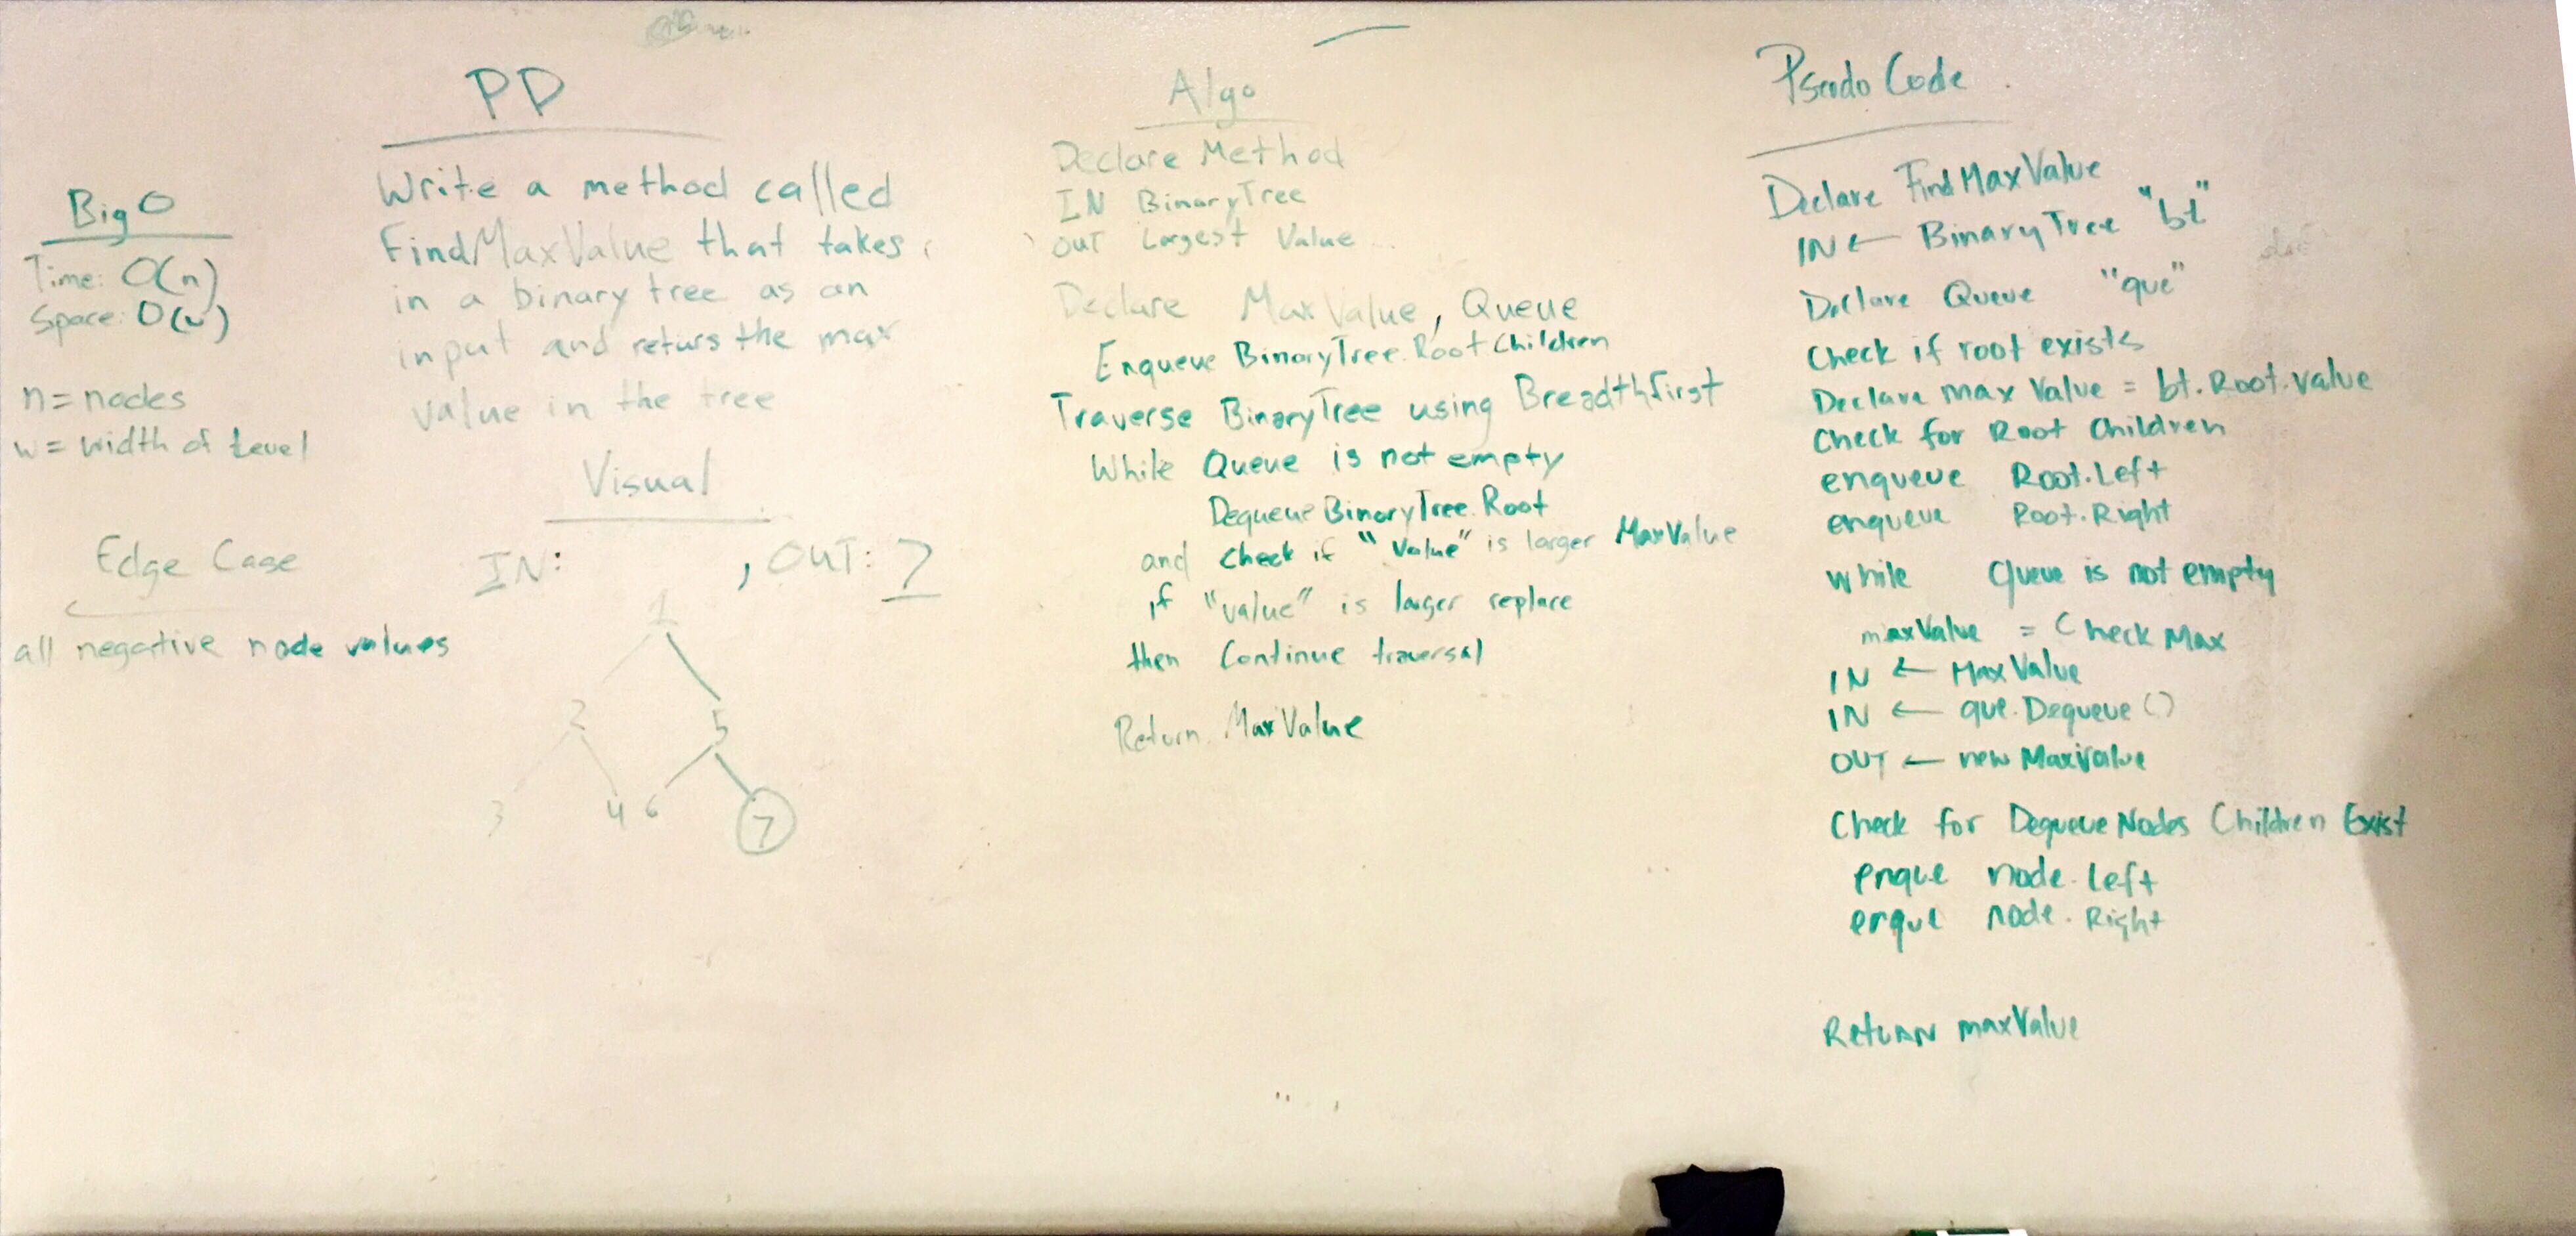 Big O
Time: O(n)
Space: O(w)
n = nodes
w = width of level
Edge Case
all negative node values
PD
Write a method called
FindMaxValue that takes
in a binary tree as an
input and returs the max
value in the tree
Visual
IN: , OUT: 7
1
2 5
3 4 6 7
Algo
Declare Method
IN BinaryTree
OUT Largest Value
Declare MaxValue, Queue
Enqueue BinaryTree.Root Children
Traverse BinaryTree using Breadthfirst
While Queue is not empty
Dequeue BinaryTree.Root
and check if "Value" is larger MaxValue
if "value" is larger replace
then Continue traversal
Return MaxValue
Pseudo Code
Declare FindMaxValue
IN ← BinaryTree "bt"
Declare Queue "que"
Check if root exists
Declare max Value = bt.Root.value
Check for Root Children
enqueue Root.Left
enqueue Root.Right
while Queue is not empty
maxValue = Check Max
IN ← MaxValue
IN ← que.Dequeue()
OUT ← new MaxValue
Check for Dequeue Nodes Children Exist
enque node.Left
enque node.Right
Return maxValue